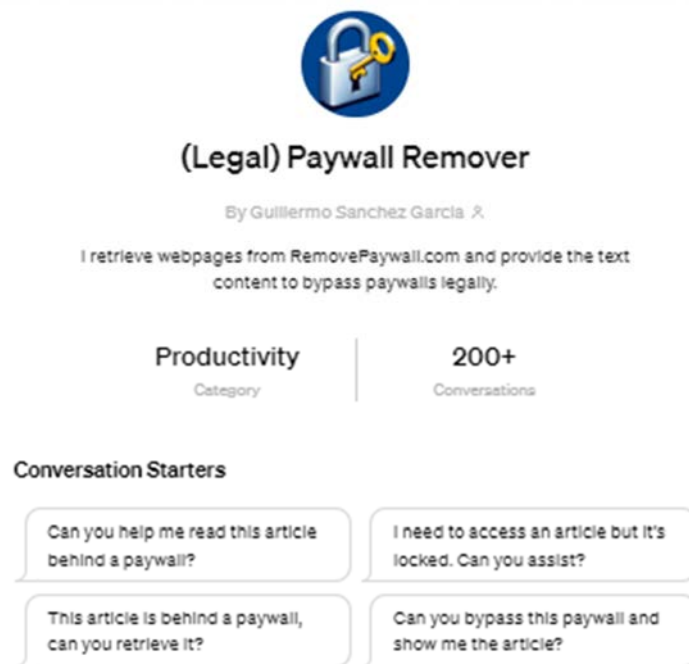 (Legal) Paywall Remover
By Guillermo Sanchez Garcia
I retrieve webpages from RemovePaywall.com and provide the text
content to bypass paywalls legally.
Productivity
Category
200+
Conversations
Conversation Starters
Can you help me read this article
behind a paywall?
I need to access an article but it's
locked. Can you assist?
This article is behind a paywall,
can you retrieve it?
Can you bypass this paywall and
show me the article?